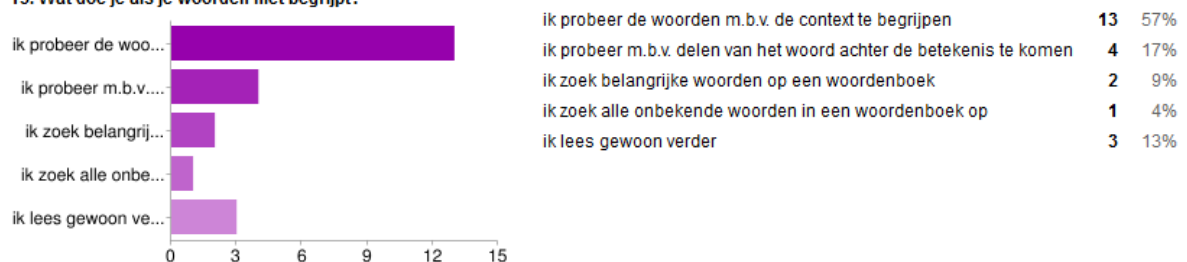 ik probeer de woo...
ik probeer m.b.v....
ik zoek belangrij...
ik zoek alle onbe...
ik lees gewoon ve...
0 3 6 9 12 15
ik probeer de woorden m.b.v. de context te begrijpen 13 57%
ik probeer m.b.v. delen van het woord achter de betekenis te komen 4 17%
ik zoek belangrijke woorden op een woordenboek 2 9%
ik zoek alle onbekende woorden in een woordenboek op 1 4%
ik lees gewoon verder 3 13%